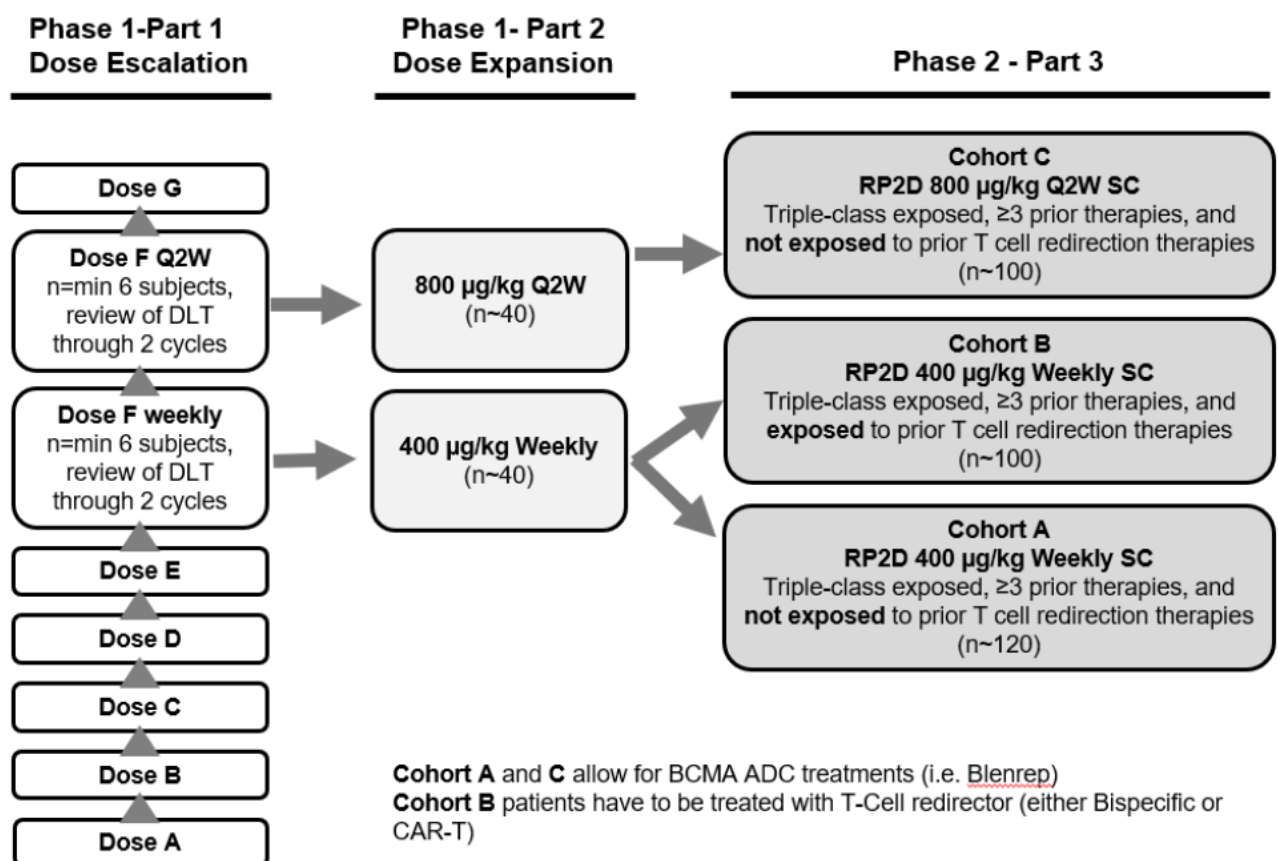 Phase 1-Part 1
Dose Escalation
Phase 1- Part 2
Dose Expansion
Phase 2 - Part 3
Dose G
Dose F Q2W
n=min 6 subjects,
review of DLT
through 2 cycles
Dose F weekly
n=min 6 subjects,
review of DLT
through 2 cycles
Dose E
Dose D
Dose C
Dose B
Dose A
800 µg/kg Q2W
(n~40)
400 µg/kg Weekly
(n~40)
Cohort C
RP2D 800 µg/kg Q2W SC
Triple-class exposed, ≥3 prior therapies, and
not exposed to prior T cell redirection therapies
(n~100)
Cohort B
RP2D 400 µg/kg Weekly SC
Triple-class exposed, ≥3 prior therapies, and
exposed to prior T cell redirection therapies
(n~100)
Cohort A
RP2D 400 µg/kg Weekly SC
Triple-class exposed, ≥3 prior therapies, and
not exposed to prior T cell redirection therapies
(n~120)
Cohort A and C allow for BCMA ADC treatments (i.e. Blenrep)
Cohort B patients have to be treated with T-Cell redirector (either Bispecific or
CAR-T)